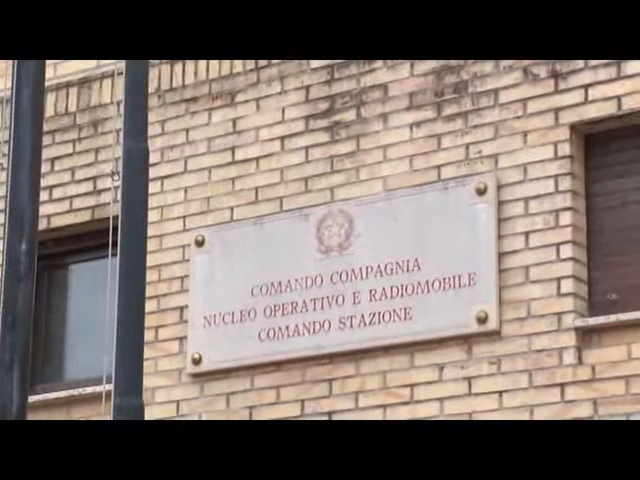 COMANDO COMPAGNIA
NUCLEO OPERATIVO E RADIOMOBILE
COMANDO STAZIONE